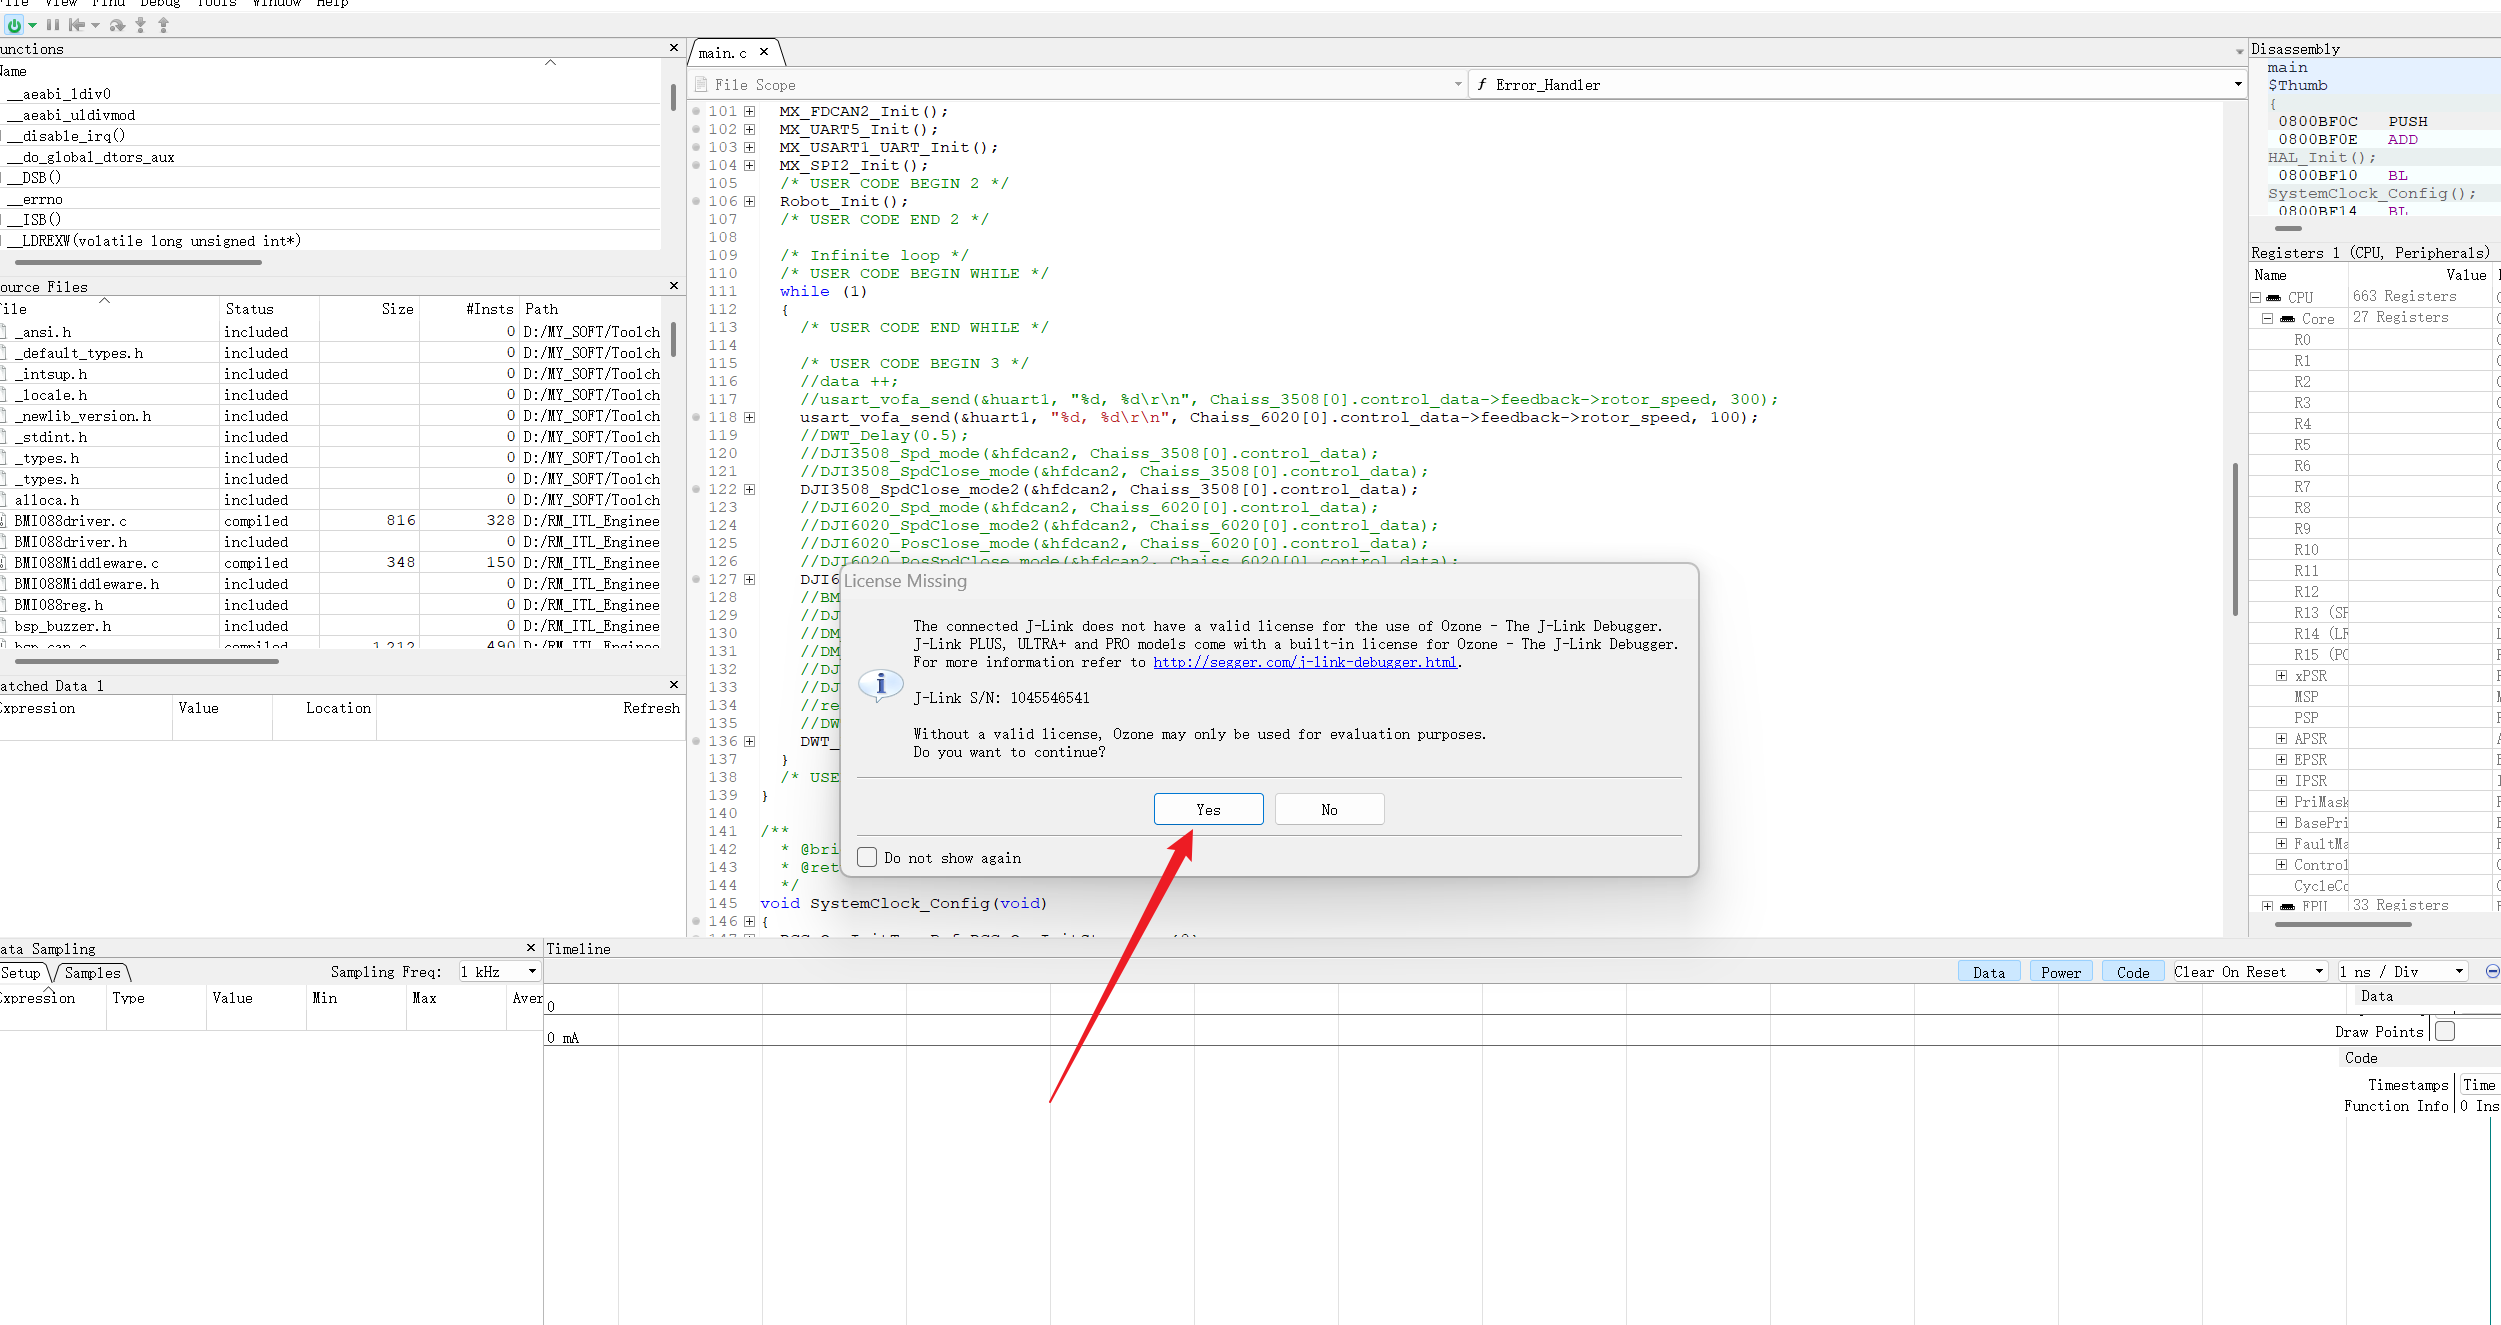 File View Find Debug Tools Window Help
unctions
Name
__aeabi_ldiv0
__aeabi_uldivmod
__disable_irq()
__do_global_dtors_aux
__DSB()
__errno
__ISB()
__LDREXW(volatile long unsigned int*)
ource Files
File Status Size #Insts Path
_ansi.h included 0 D:/MY_SOFT/Toolch
_default_types.h included 0 D:/MY_SOFT/Toolch
_intsup.h included 0 D:/MY_SOFT/Toolch
_locale.h included 0 D:/MY_SOFT/Toolch
_newlib_version.h included 0 D:/MY_SOFT/Toolch
_stdint.h included 0 D:/MY_SOFT/Toolch
_types.h included 0 D:/MY_SOFT/Toolch
_types.h included 0 D:/MY_SOFT/Toolch
alloca.h included 0 D:/MY_SOFT/Toolch
BMI088driver.c compiled 816 328 D:/RM_ITL_Enginee
BMI088driver.h included 0 D:/RM_ITL_Enginee
BMI088Middleware.c compiled 348 150 D:/RM_ITL_Enginee
BMI088Middleware.h included 0 D:/RM_ITL_Enginee
BMI088reg.h included 0 D:/RM_ITL_Enginee
bsp_buzzer.h included 0 D:/RM_ITL_Enginee
bsp_can.c compiled 1 212 490 D:/RM_ITL_Enginee
atched Data 1
Expression Value Location Refresh
main.c
File Scope
f Error_Handler
101 MX_FDCAN2_Init();
102 MX_UART5_Init();
103 MX_USART1_UART_Init();
104 MX_SPI2_Init();
105 /* USER CODE BEGIN 2 */
106 Robot_Init();
107 /* USER CODE END 2 */
108
109 /* Infinite loop */
110 /* USER CODE BEGIN WHILE */
111 while (1)
112 {
113 /* USER CODE END WHILE */
114
115 /* USER CODE BEGIN 3 */
116 //data ++;
117 //usart_vofa_send(&huart1, "%d, %d\r\n", Chaiss_3508[0].control_data->feedback->rotor_speed, 300);
118 usart_vofa_send(&huart1, "%d, %d\r\n", Chaiss_6020[0].control_data->feedback->rotor_speed, 100);
119 //DWT_Delay(0.5);
120 //DJI3508_Spd_mode(&hfdcan2, Chaiss_3508[0].control_data);
121 //DJI3508_SpdClose_mode(&hfdcan2, Chaiss_3508[0].control_data);
122 DJI3508_SpdClose_mode2(&hfdcan2, Chaiss_3508[0].control_data);
123 //DJI6020_Spd_mode(&hfdcan2, Chaiss_6020[0].control_data);
124 //DJI6020_SpdClose_mode2(&hfdcan2, Chaiss_6020[0].control_data);
125 //DJI6020_PosClose_mode(&hfdcan2, Chaiss_6020[0].control_data);
126 //DJI6020_PosSpdClose_mode(&hfdcan2, Chaiss_6020[0].control_data);
127 DJI6
128 //BM
129 //DJ
130 //DM
131 //DM
132 //DJ
133 //DJ
134 //re
135 //DW
136 DWT_
137 }
138 /* USE
139 }
140
141 /**
142 * @bri
143 * @ret
144 */
145 void SystemClock_Config(void)
146 {
License Missing
The connected J-Link does not have a valid license for the use of Ozone - The J-Link Debugger.
J-Link PLUS, ULTRA+ and PRO models come with a built-in license for Ozone - The J-Link Debugger.
For more information refer to http://segger.com/j-link-debugger.html.
J-Link S/N: 1045546541
Without a valid license, Ozone may only be used for evaluation purposes.
Do you want to continue?
Yes No
Do not show again
Disassembly
main
$Thumb
{
0800BF0C PUSH
0800BF0E ADD
HAL_Init();
0800BF10 BL
SystemClock_Config();
0800BF14 BL
Registers 1 (CPU, Peripherals)
Name Value
CPU 663 Registers
Core 27 Registers
R0
R1
R2
R3
R4
R5
R6
R7
R8
R9
R10
R11
R12
R13 (SP
R14 (LR
R15 (PC
xPSR
MSP
PSP
APSR
EPSR
IPSR
PriMask
BasePri
FaultMa
Control
CycleCo
FPU 33 Registers
ata Sampling
Setup Samples Sampling Freq: 1 kHz
Expression Type Value Min Max Aver
Timeline
Data Power Code Clear On Reset 1 ns / Div
0
0 mA
Data
Draw Points
Code
Timestamps Time
Function Info 0 Ins